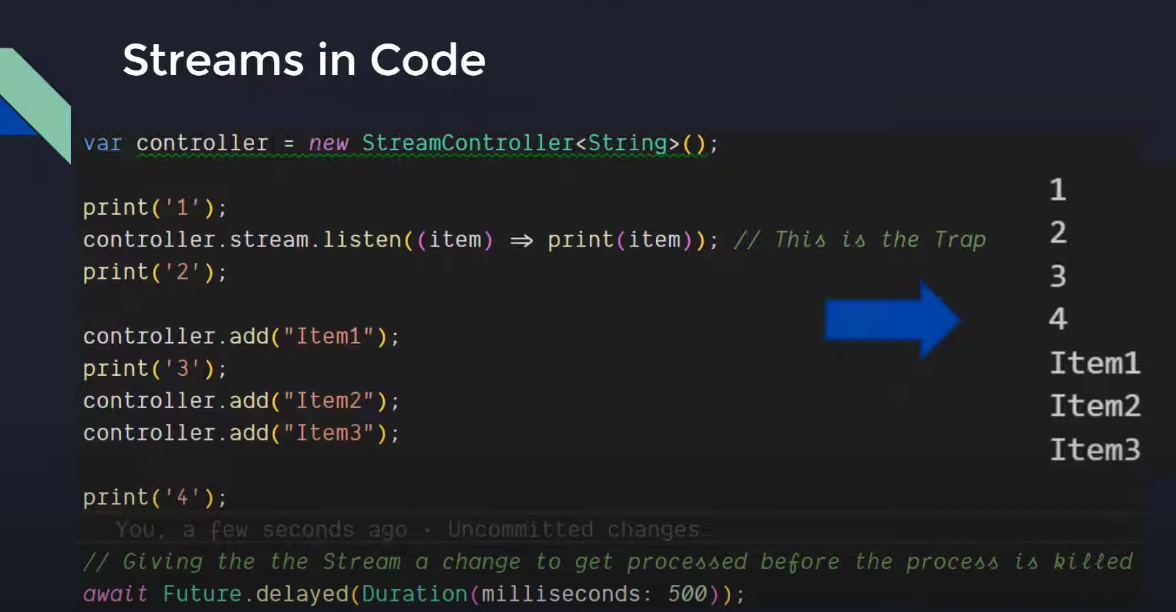 Streams in Code
var controller = new StreamController<String>();
print('1');
controller.stream.listen((item) => print(item)); // This is the Trap
print('2');
controller.add("Item1");
print('3');
controller.add("Item2");
controller.add("Item3");
print('4');
You, a few seconds ago · Uncommitted changes
// Giving the the Stream a change to get processed before the process is killed
await Future.delayed(Duration(milliseconds: 500));
1
2
3
4
Item1
Item2
Item3